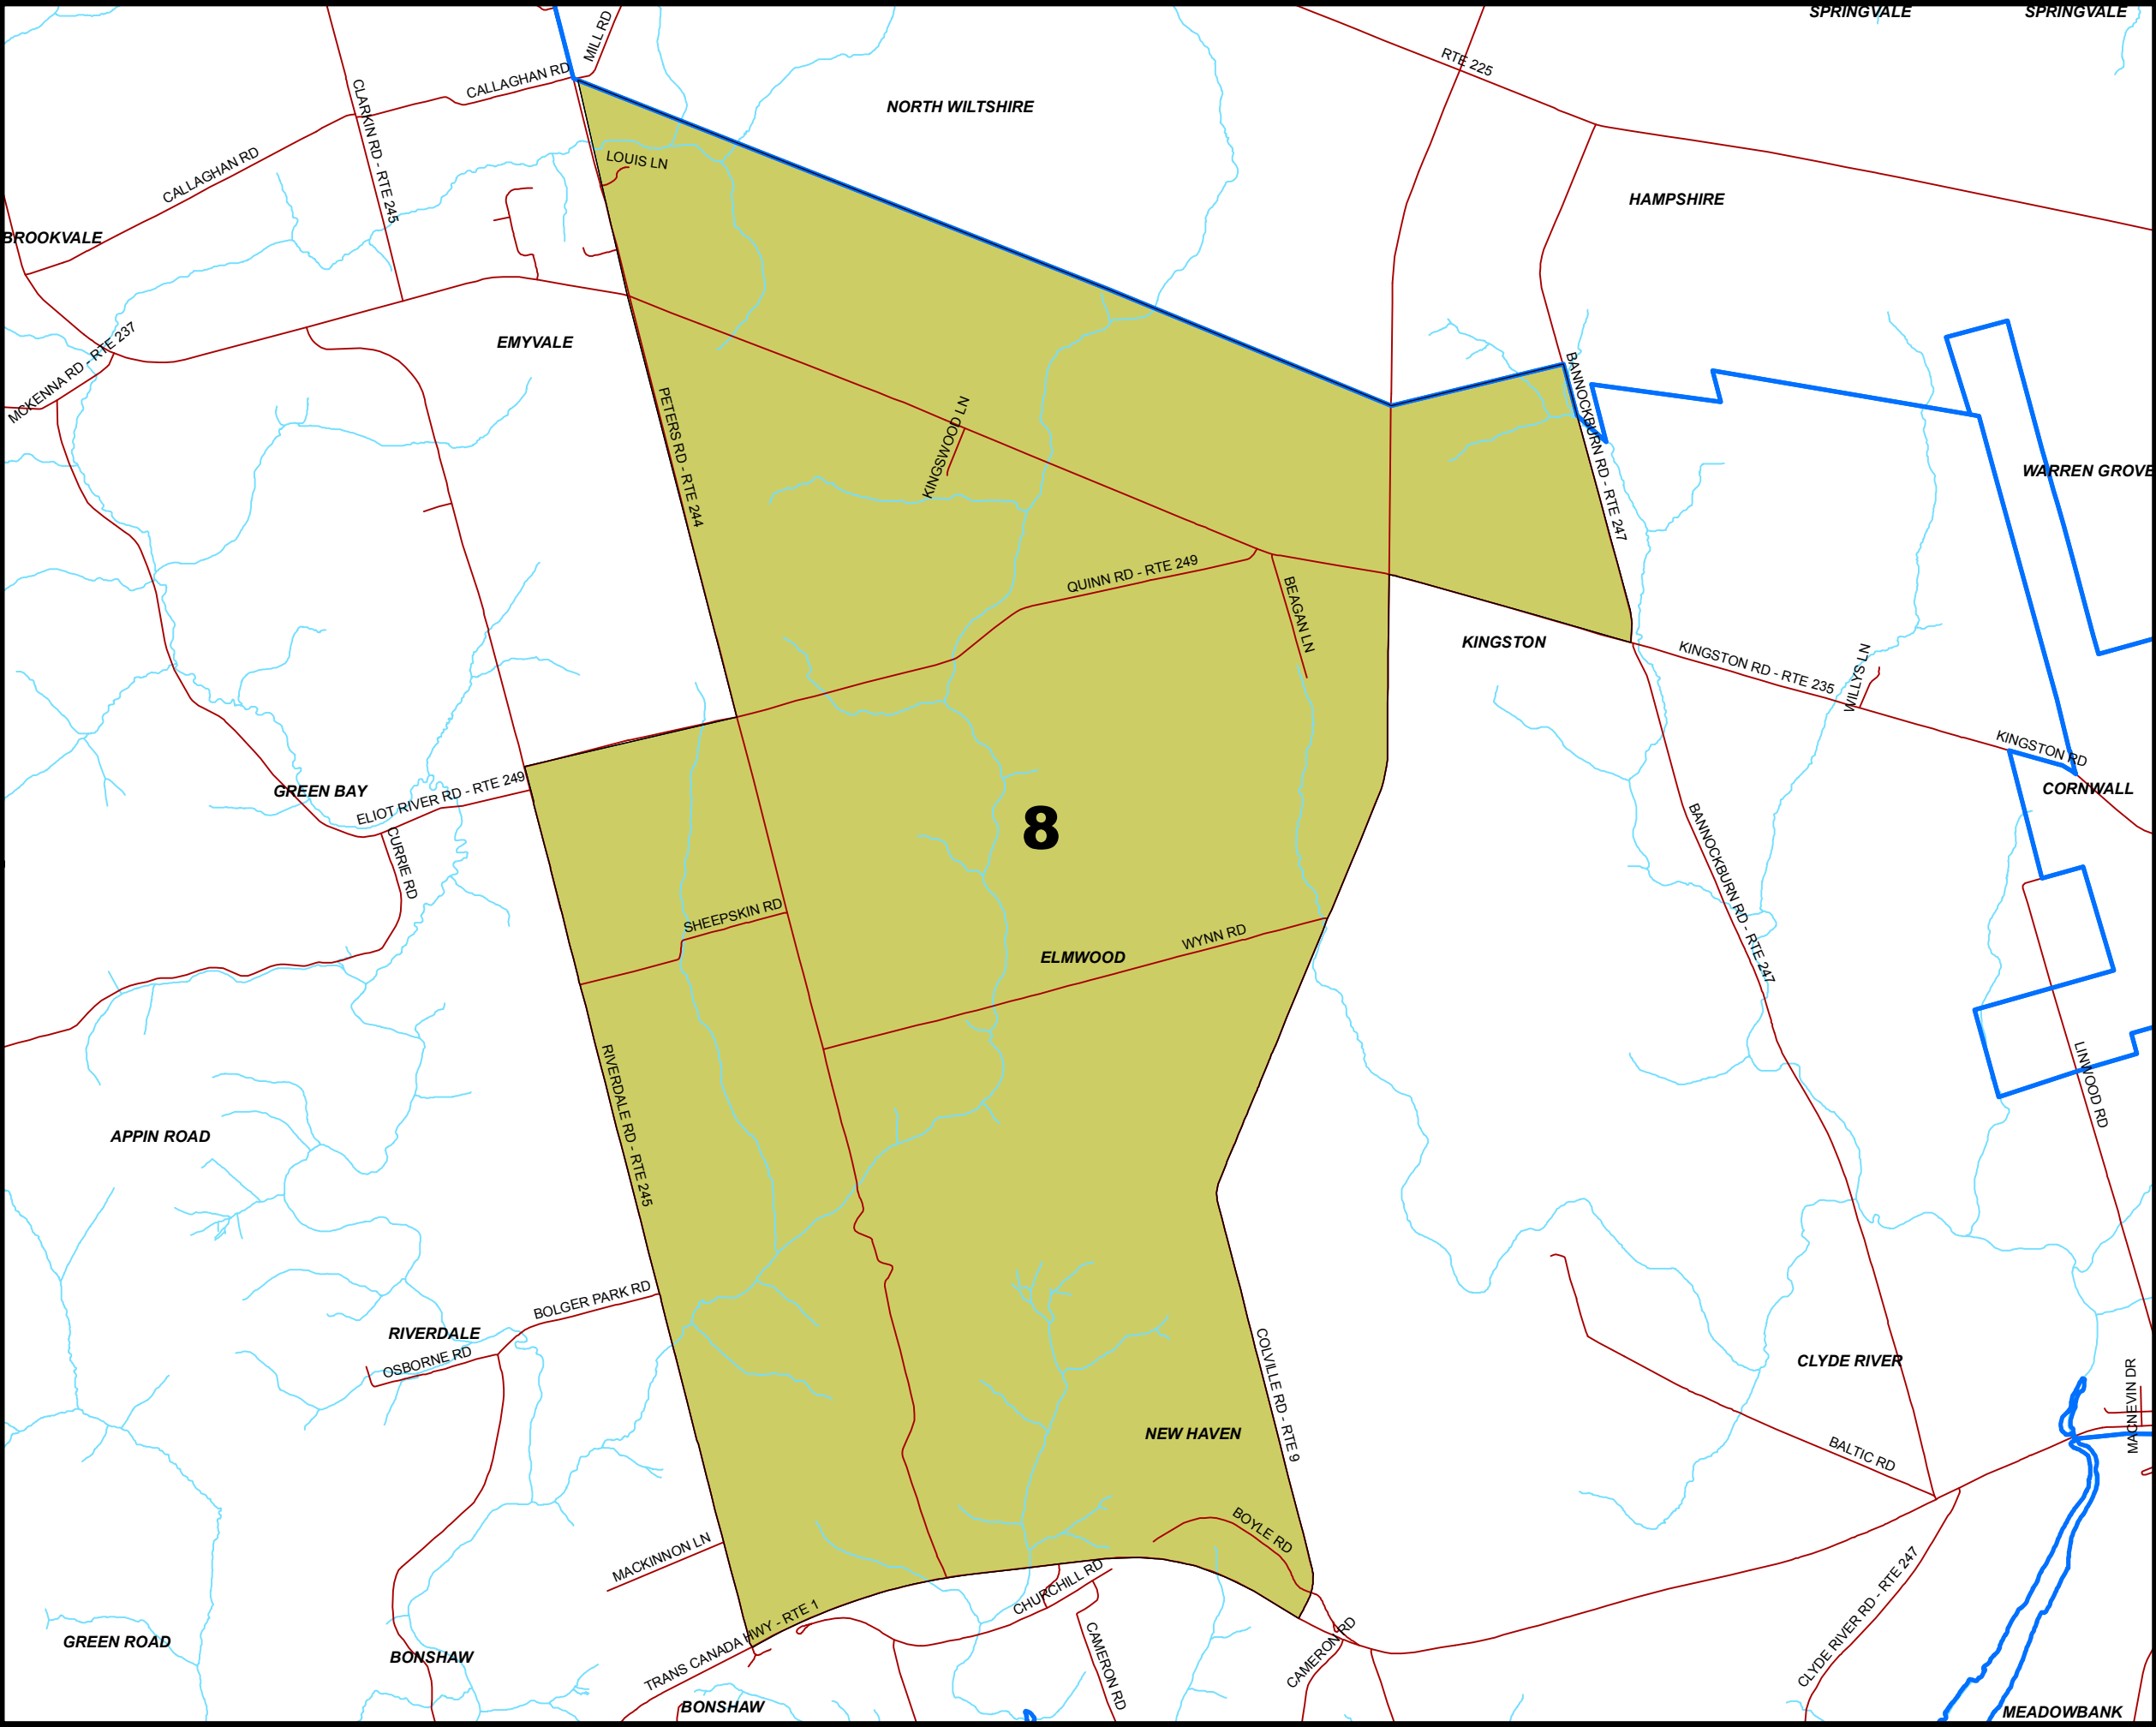 SPRINGVALE
SPRINGVALE
MILL RD
RTE 225
CALLAGHAN RD
NORTH WILTSHIRE
CLARKIN RD - RTE 245
LOUIS LN
CALLAGHAN RD
HAMPSHIRE
BROOKVALE
EMYVALE
MCKENNA RD - RTE 237
PETERS RD - RTE 244
KINGSWOOD LN
BANNOCKBURN RD - RTE 247
WARREN GROVE
QUINN RD - RTE 249
BEAGAN LN
KINGSTON
KINGSTON RD - RTE 235
WILLYS LN
KINGSTON RD
CORNWALL
GREEN BAY
ELIOT RIVER RD - RTE 249
8
CURRIE RD
BANNOCKBURN RD - RTE 247
SHEEPSKIN RD
WYNN RD
ELMWOOD
RIVERDALE RD - RTE 245
LINWOOD RD
APPIN ROAD
BOLGER PARK RD
RIVERDALE
OSBORNE RD
COLVILLE RD - RTE 9
CLYDE RIVER
MACNEVIN DR
NEW HAVEN
BALTIC RD
BOYLE RD
MACKINNON LN
CHURCHILL RD
CLYDE RIVER RD - RTE 247
TRANS CANADA HWY - RTE 1
CAMERON RD
CAMERON RD
GREEN ROAD
BONSHAW
BONSHAW
MEADOWBANK